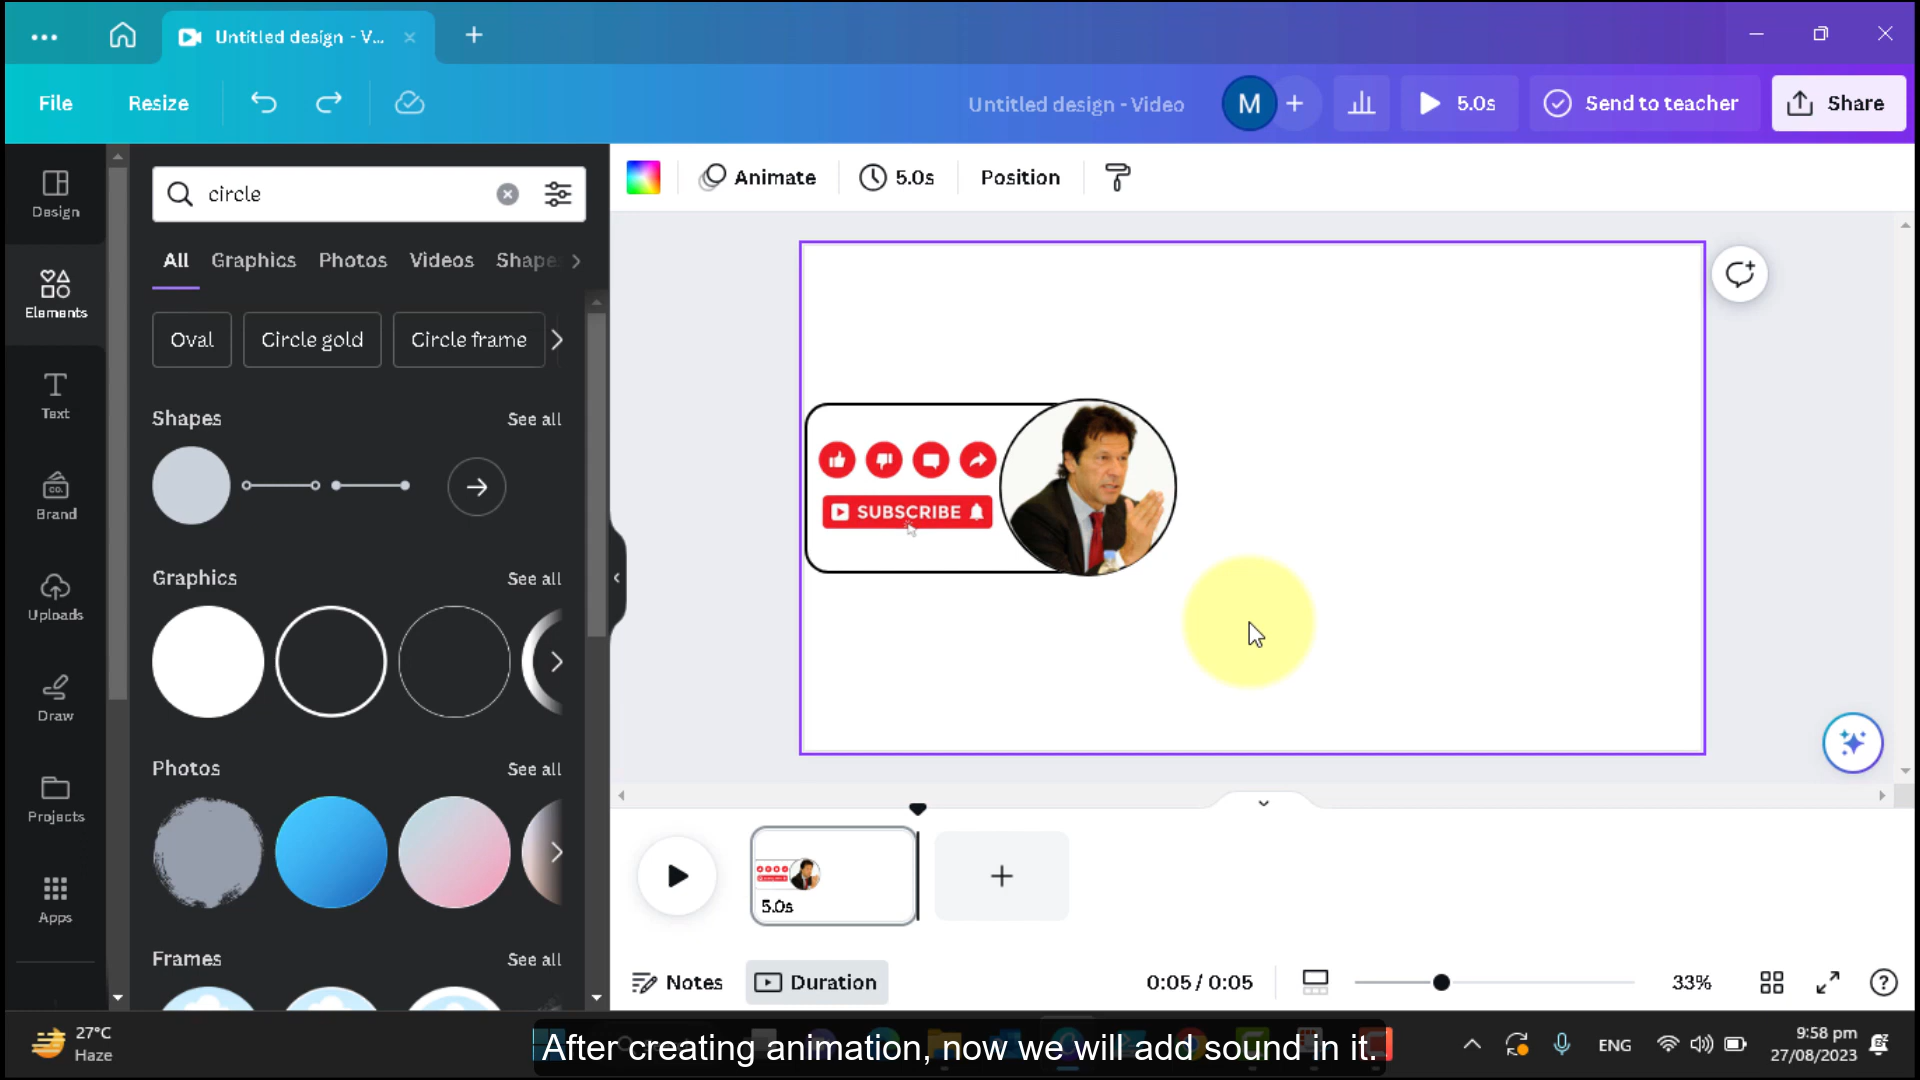 Untitled design - V...
File
Resize
Untitled design - Video
M
5.0s
Send to teacher
Share
Design
Elements
Text
Brand
CO.
Uploads
Draw
Projects
Apps
circle
All
Graphics
Photos
Videos
Shape
Oval
Circle gold
Circle frame
Shapes
See all
Graphics
See all
Photos
See all
Frames
See all
Animate
5.0s
Position
SUBSCRIBE
5.0s
Notes
Duration
0:05 / 0:05
33%
27°C
Haze
After creating animation, now we will add sound in it.
ENG
9:58 pm
27/08/2023